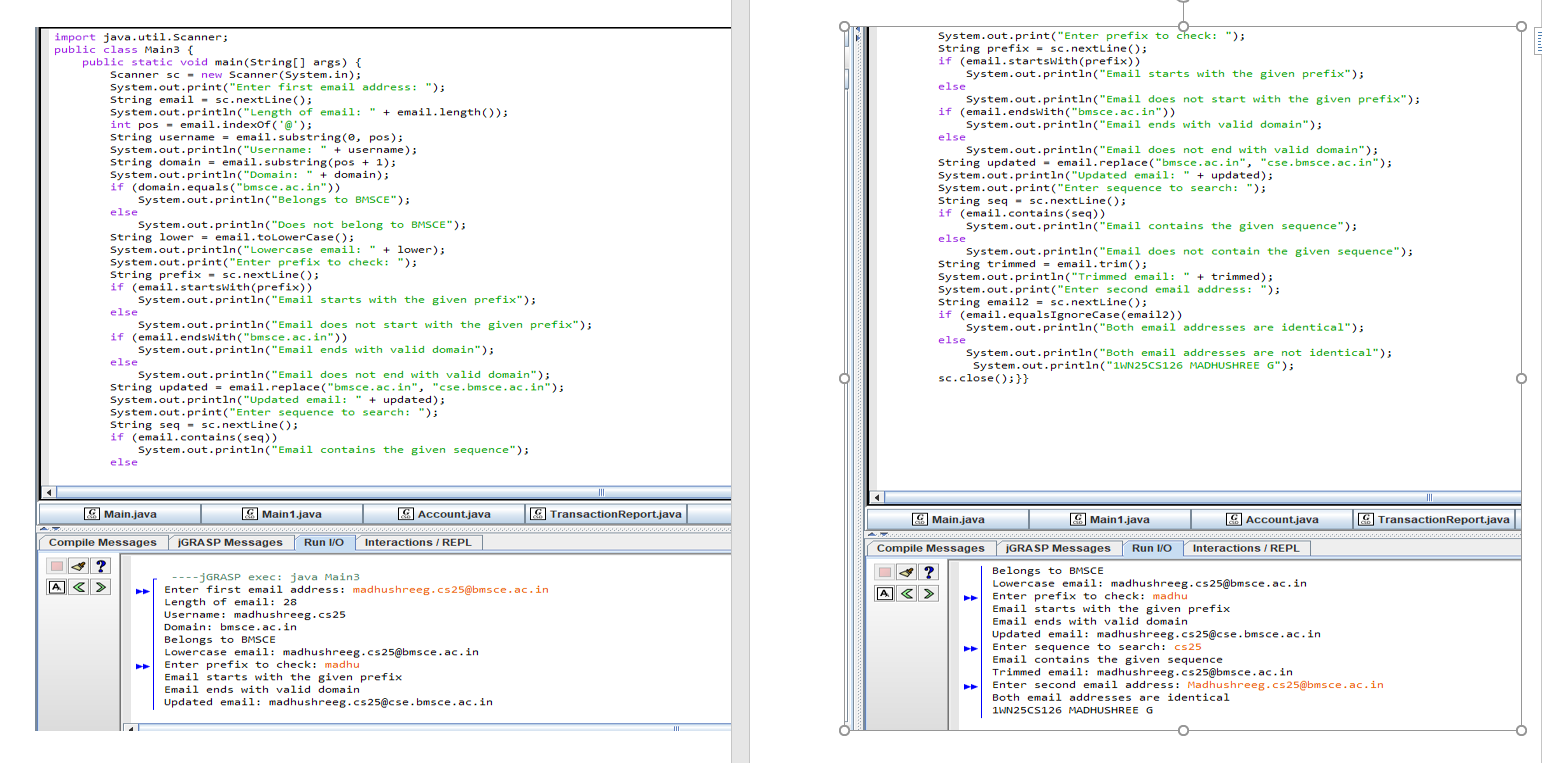 import java.util.Scanner;
public class Main3 {
    public static void main(String[] args) {
        Scanner sc = new Scanner(System.in);
        System.out.print("Enter first email address: ");
        String email = sc.nextLine();
        System.out.println("Length of email: " + email.length());
        int pos = email.indexOf('@');
        String username = email.substring(0, pos);
        System.out.println("Username: " + username);
        String domain = email.substring(pos + 1);
        System.out.println("Domain: " + domain);
        if (domain.equals("bmsce.ac.in"))
            System.out.println("Belongs to BMSCE");
        else
            System.out.println("Does not belong to BMSCE");
        String lower = email.toLowerCase();
        System.out.println("Lowercase email: " + lower);
        System.out.print("Enter prefix to check: ");
        String prefix = sc.nextLine();
        if (email.startsWith(prefix))
            System.out.println("Email starts with the given prefix");
        else
            System.out.println("Email does not start with the given prefix");
        if (email.endsWith("bmsce.ac.in"))
            System.out.println("Email ends with valid domain");
        else
            System.out.println("Email does not end with valid domain");
        String updated = email.replace("bmsce.ac.in", "cse.bmsce.ac.in");
        System.out.println("Updated email: " + updated);
        System.out.print("Enter sequence to search: ");
        String seq = sc.nextLine();
        if (email.contains(seq))
            System.out.println("Email contains the given sequence");
        else
Main.java Main1.java Account.java TransactionReport.java
Compile Messages jGRASP Messages Run I/O Interactions / REPL
----jGRASP exec: java Main3
Enter first email address: madhushreeg.cs25@bmsce.ac.in
Length of email: 28
Username: madhushreeg.cs25
Domain: bmsce.ac.in
Belongs to BMSCE
Lowercase email: madhushreeg.cs25@bmsce.ac.in
Enter prefix to check: madhu
Email starts with the given prefix
Email ends with valid domain
Updated email: madhushreeg.cs25@cse.bmsce.ac.in
        System.out.print("Enter prefix to check: ");
        String prefix = sc.nextLine();
        if (email.startsWith(prefix))
            System.out.println("Email starts with the given prefix");
        else
            System.out.println("Email does not start with the given prefix");
        if (email.endsWith("bmsce.ac.in"))
            System.out.println("Email ends with valid domain");
        else
            System.out.println("Email does not end with valid domain");
        String updated = email.replace("bmsce.ac.in", "cse.bmsce.ac.in");
        System.out.println("Updated email: " + updated);
        System.out.print("Enter sequence to search: ");
        String seq = sc.nextLine();
        if (email.contains(seq))
            System.out.println("Email contains the given sequence");
        else
            System.out.println("Email does not contain the given sequence");
        String trimmed = email.trim();
        System.out.println("Trimmed email: " + trimmed);
        System.out.print("Enter second email address: ");
        String email2 = sc.nextLine();
        if (email.equalsIgnoreCase(email2))
            System.out.println("Both email addresses are identical");
        else
            System.out.println("Both email addresses are not identical");
             System.out.println("1WN25CS126 MADHUSHREE G");
        sc.close();}}
Main.java Main1.java Account.java TransactionReport.java
Compile Messages jGRASP Messages Run I/O Interactions / REPL
Belongs to BMSCE
Lowercase email: madhushreeg.cs25@bmsce.ac.in
Enter prefix to check: madhu
Email starts with the given prefix
Email ends with valid domain
Updated email: madhushreeg.cs25@cse.bmsce.ac.in
Enter sequence to search: cs25
Email contains the given sequence
Trimmed email: madhushreeg.cs25@bmsce.ac.in
Enter second email address: Madhushreeg.cs25@bmsce.ac.in
Both email addresses are identical
1WN25CS126 MADHUSHREE G